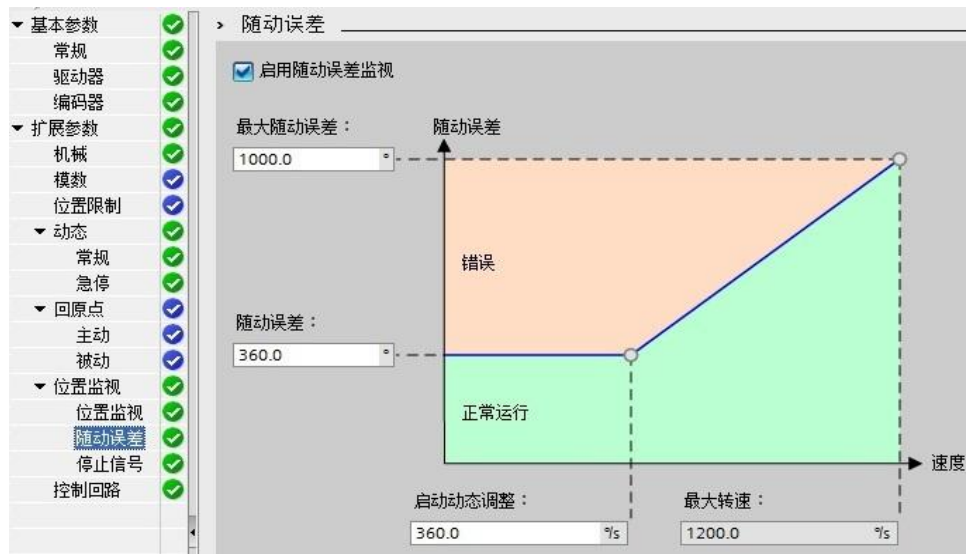 基本参数
常规
驱动器
编码器
扩展参数
机械
模数
位置限制
动态
常规
急停
回原点
主动
被动
位置监视
位置监视
随动误差
停止信号
控制回路
> 随动误差
启用随动误差监视
最大随动误差：
1000.0 °
随动误差
错误
随动误差：
360.0 °
正常运行
速度
启动动态调整：
360.0 °/s
最大转速：
1200.0 °/s